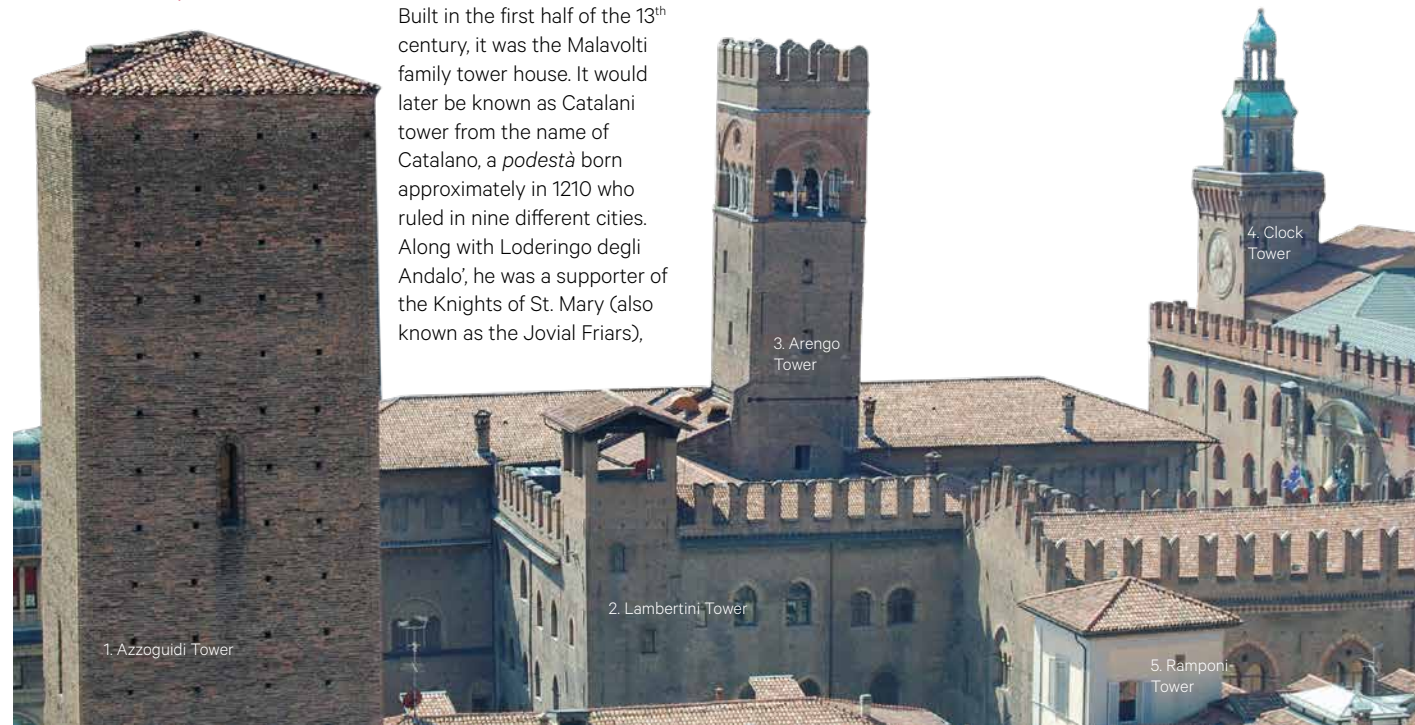 Built in the first half of the 13th
century, it was the Malavolti
family tower house. It would
later be known as Catalani
tower from the name of
Catalano, a podestà born
approximately in 1210 who
ruled in nine different cities.
Along with Loderingo degli
Andalo’, he was a supporter of
the Knights of St. Mary (also
known as the Jovial Friars),
4. Clock
Tower
3. Arengo
Tower
2. Lambertini Tower
1. Azzoguidi Tower
5. Ramponi
Tower